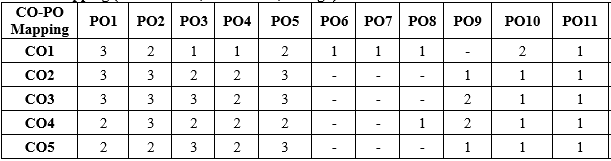 CO-PO Mapping PO1 PO2 PO3 PO4 PO5 PO6 PO7 PO8 PO9 PO10 PO11
CO1 3 2 1 1 2 1 1 1 - 2 1
CO2 3 3 2 2 3 - - - 1 1 1
CO3 3 3 3 2 3 - - - 2 1 1
CO4 2 3 2 2 2 - - 1 2 1 1
CO5 2 2 3 2 3 - - - 1 1 1